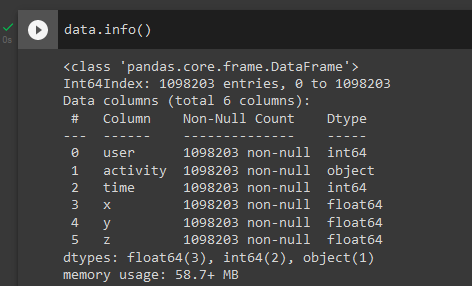 data.info()
0s
<class 'pandas.core.frame.DataFrame'>
Int64Index: 1098203 entries, 0 to 1098203
Data columns (total 6 columns):
 #   Column    Non-Null Count    Dtype
---  ------    --------------    -----
 0   user      1098203 non-null  int64
 1   activity  1098203 non-null  object
 2   time      1098203 non-null  int64
 3   x         1098203 non-null  float64
 4   y         1098203 non-null  float64
 5   z         1098203 non-null  float64
dtypes: float64(3), int64(2), object(1)
memory usage: 58.7+ MB